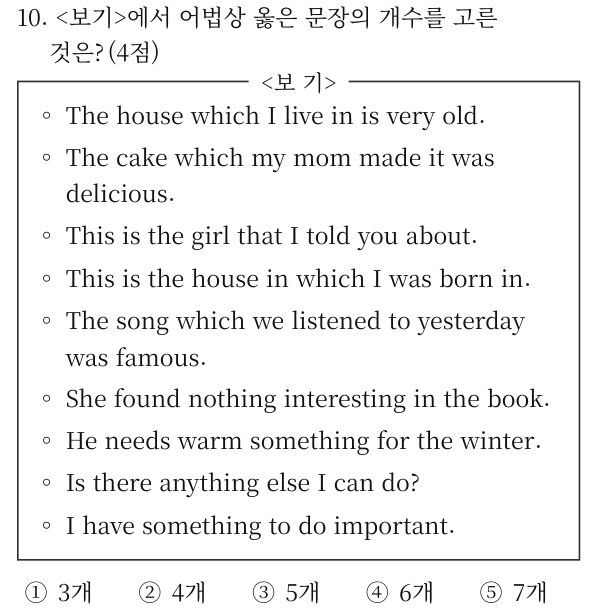 10. <보기>에서 어법상 옳은 문장의 개수를 고른
것은? (4점)
<보 기>
◦ The house which I live in is very old.
◦ The cake which my mom made it was
delicious.
◦ This is the girl that I told you about.
◦ This is the house in which I was born in.
◦ The song which we listened to yesterday
was famous.
◦ She found nothing interesting in the book.
◦ He needs warm something for the winter.
◦ Is there anything else I can do?
◦ I have something to do important.
① 3개 ② 4개 ③ 5개 ④ 6개 ⑤ 7개